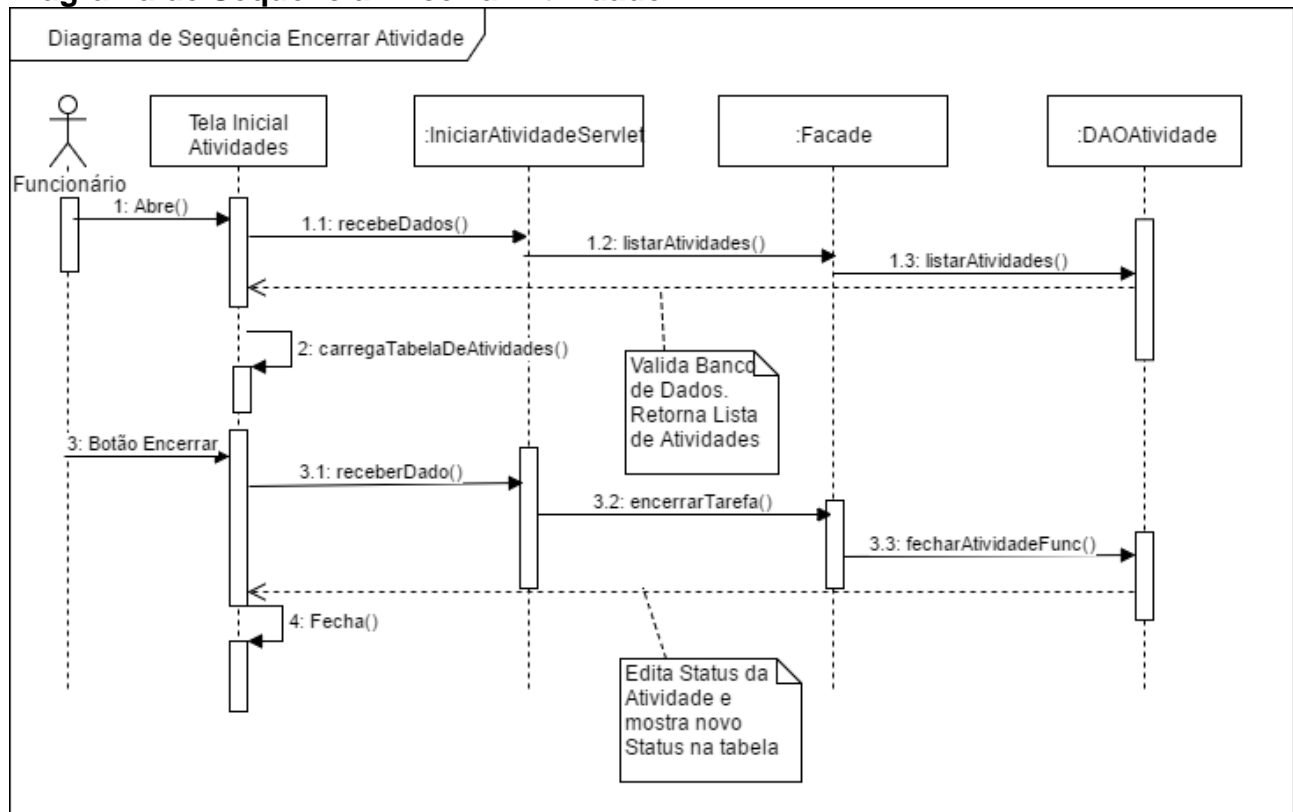 Diagrama de Sequência Encerrar Atividade
Tela Inicial
Atividades
:IniciarAtividadeServlet
:Facade
:DAOAtividade
Funcionário
1: Abre()
1.1: recebeDados()
1.2: listarAtividades()
1.3: listarAtividades()
2: carregaTabelaDeAtividades()
Valida Banco
de Dados.
Retorna Lista
de Atividades
3: Botão Encerrar
3.1: receberDado()
3.2: encerrarTarefa()
3.3: fecharAtividadeFunc()
4: Fecha()
Edita Status da
Atividade e
mostra novo
Status na tabela